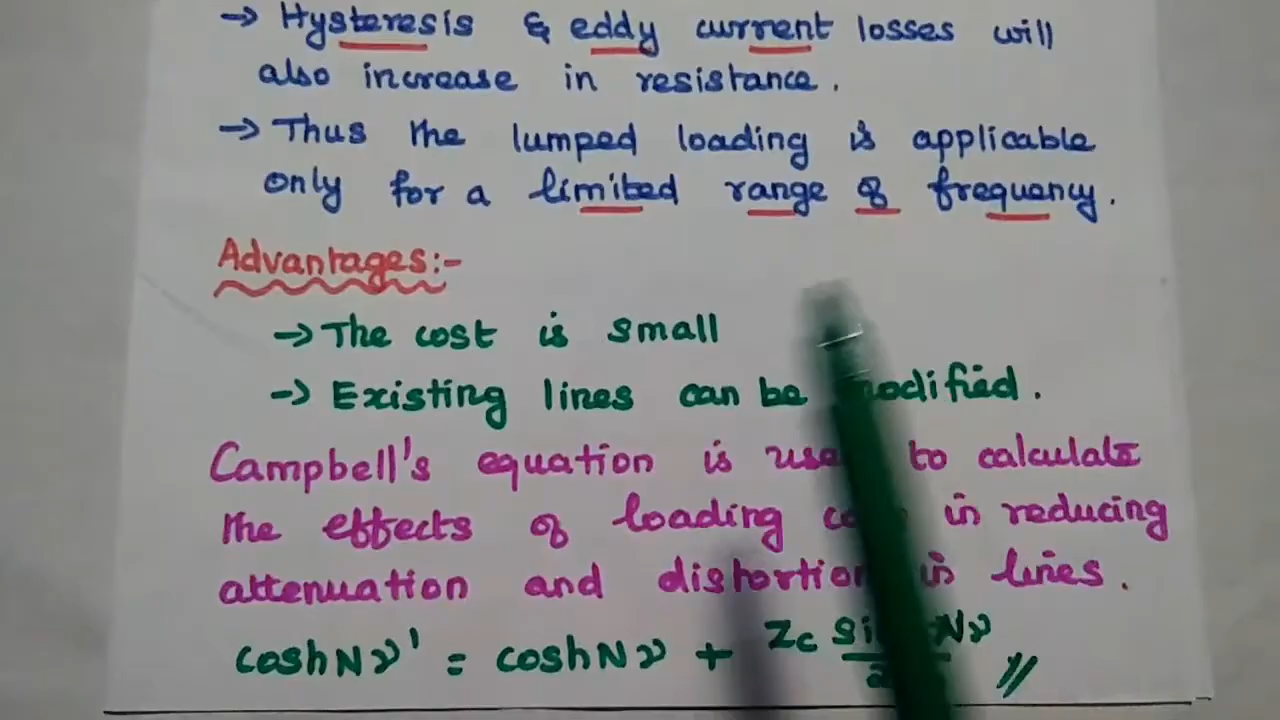 → Hysteresis & eddy current losses will
also increase in resistance.
→ Thus the lumped loading is applicable
only for a limited range of frequency.
Advantages:-
→ The cost is small
→ Existing lines can be modified.
Campbell's equation is used to calculate
the effects of loading in reducing
attenuation and distortion in lines.
coshNγ' = coshNγ + Zc